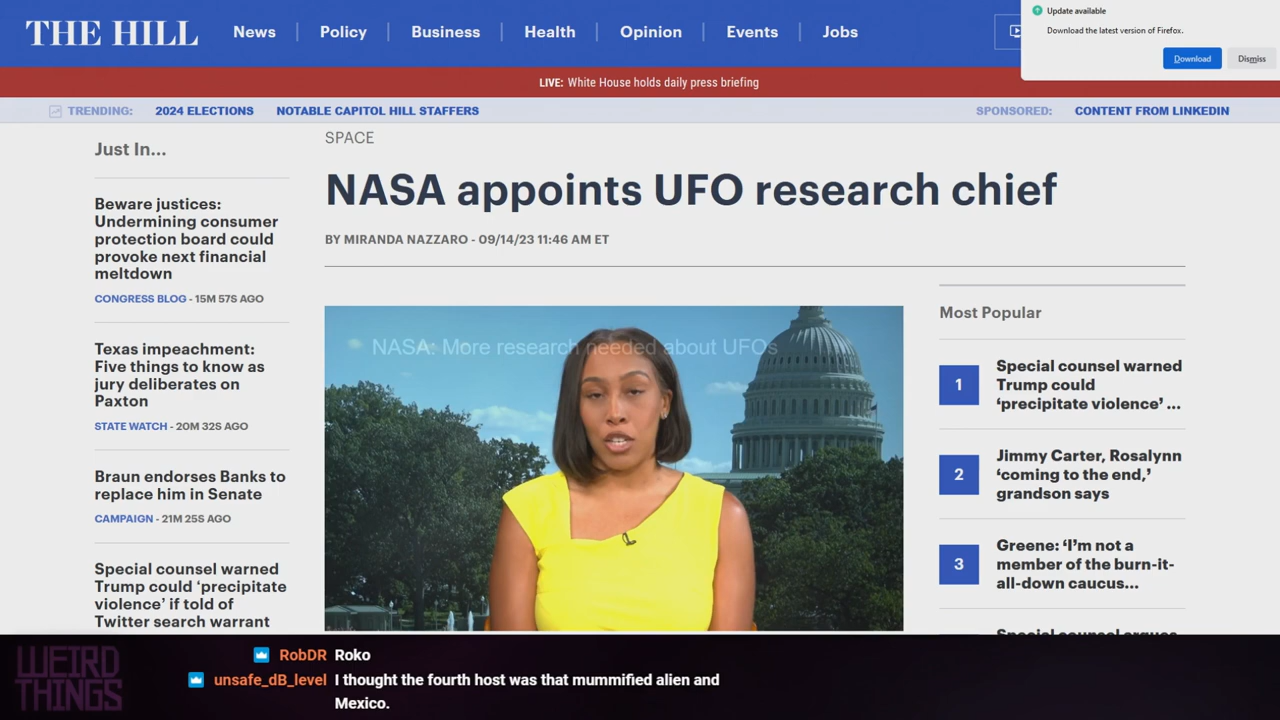 THE HILL
News
Policy
Business
Health
Opinion
Events
Jobs
Update available
Download the latest version of Firefox.
Download
Dismiss
LIVE: White House holds daily press briefing
TRENDING:
2024 ELECTIONS
NOTABLE CAPITOL HILL STAFFERS
SPONSORED:
CONTENT FROM LINKEDIN
Just In...
Beware justices:
Undermining consumer
protection board could
provoke next financial
meltdown
CONGRESS BLOG - 15M 57S AGO
Texas impeachment:
Five things to know as
jury deliberates on
Paxton
STATE WATCH - 20M 32S AGO
Braun endorses Banks to
replace him in Senate
CAMPAIGN - 21M 25S AGO
Special counsel warned
Trump could ‘precipitate
violence’ if told of
Twitter search warrant
SPACE
NASA appoints UFO research chief
BY MIRANDA NAZZARO - 09/14/23 11:46 AM ET
NASA: More research needed about UFOs
Most Popular
1
Special counsel warned
Trump could
‘precipitate violence’ ...
2
Jimmy Carter, Rosalynn
‘coming to the end,’
grandson says
3
Greene: ‘I’m not a
member of the burn-it-
all-down caucus...
Special counsel argues
WEIRD
THINGS
RobDR Roko
unsafe_dB_level I thought the fourth host was that mummified alien and
Mexico.